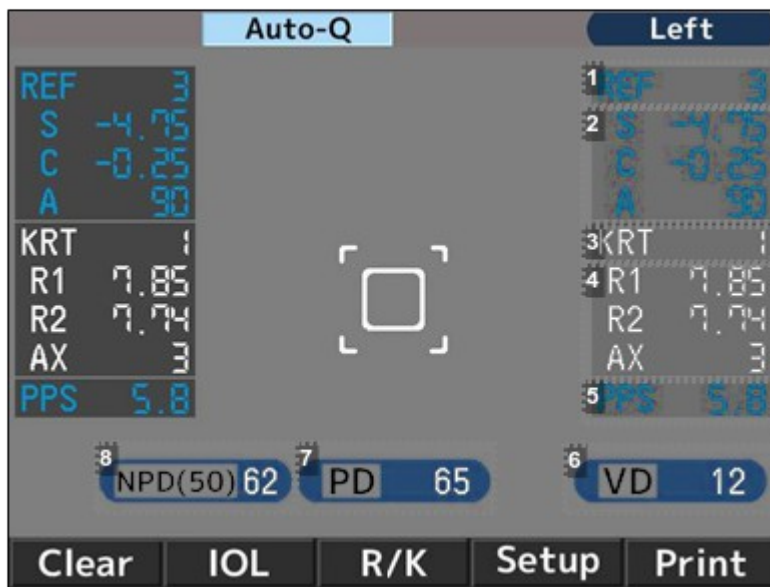 Auto-Q Left
REF 3
S -4.75
C -0.25
A 90
KRT 1
R1 7.85
R2 7.74
AX 3
PPS 5.8
1 REF 3
2 S -4.75
C -0.25
A 90
3 KRT 1
4 R1 7.85
R2 7.74
AX 3
5 PPS 5.8
8 NPD(50) 62
7 PD 65
6 VD 12
Clear IOL R/K Setup Print